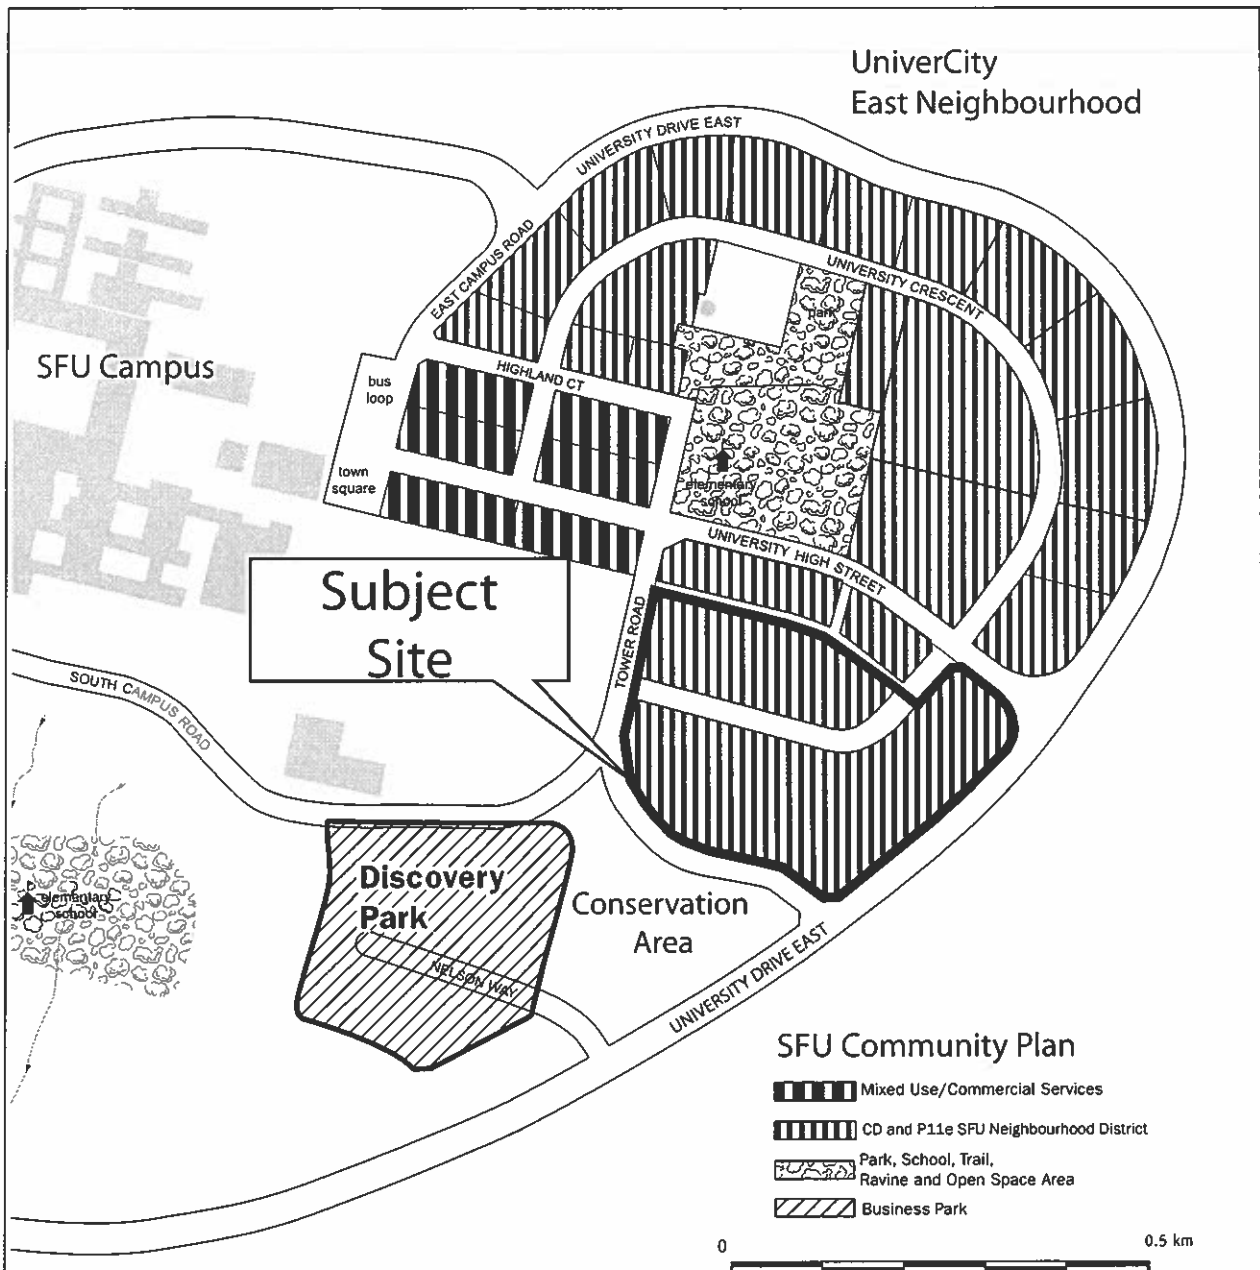 UniverCity
East Neighbourhood
UNIVERSITY DRIVE EAST
EAST CAMPUS ROAD
UNIVERSITY CRESCENT
park
SFU Campus
HIGHLAND CT
bus
loop
town
square
elementary
school
UNIVERSITY HIGH STREET
Subject
Site
TOWER ROAD
SOUTH CAMPUS ROAD
Discovery
Park
elementary
school
Conservation
Area
NELSON WAY
UNIVERSITY DRIVE EAST
SFU Community Plan
Mixed Use/Commercial Services
CD and P11e SFU Neighbourhood District
Park, School, Trail,
Ravine and Open Space Area
Business Park
0
0.5 km